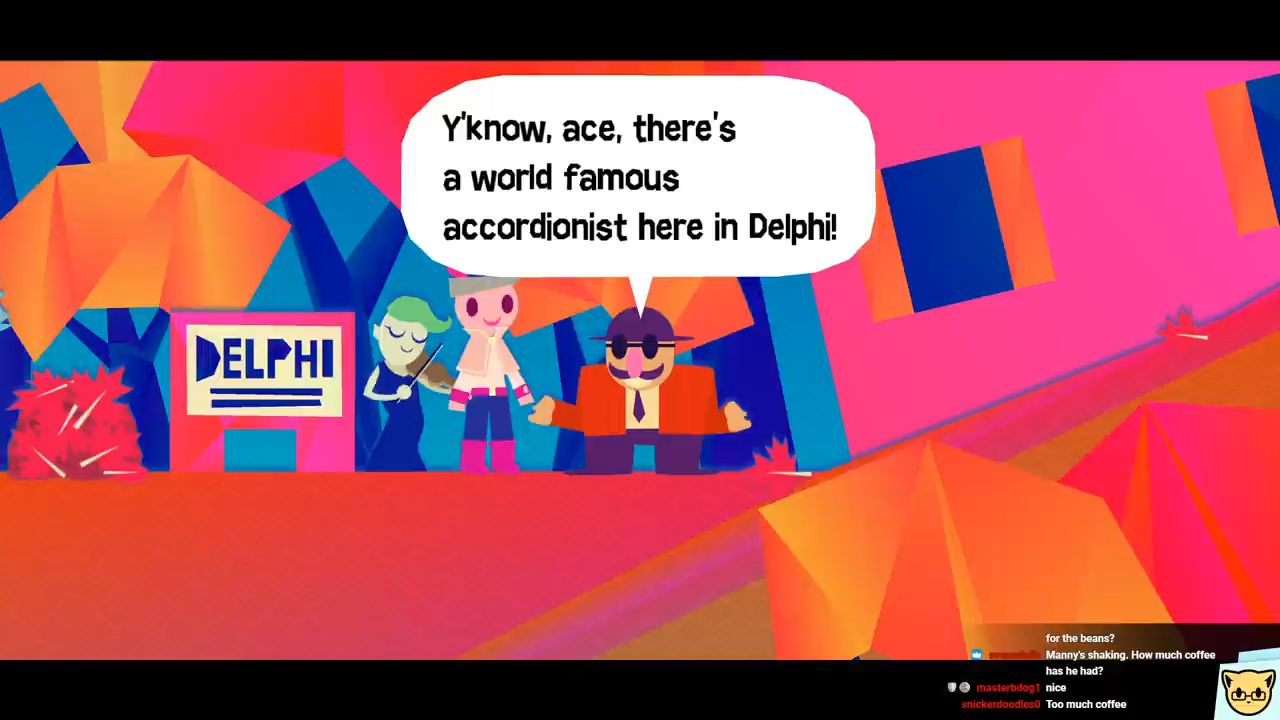 Y'know, ace, there's
a world famous
accordionist here in Delphi!
DELPHI
for the beans?
Manny's shaking. How much coffee
has he had?
masterbdog1 nice
snickerdoodles0 Too much coffee